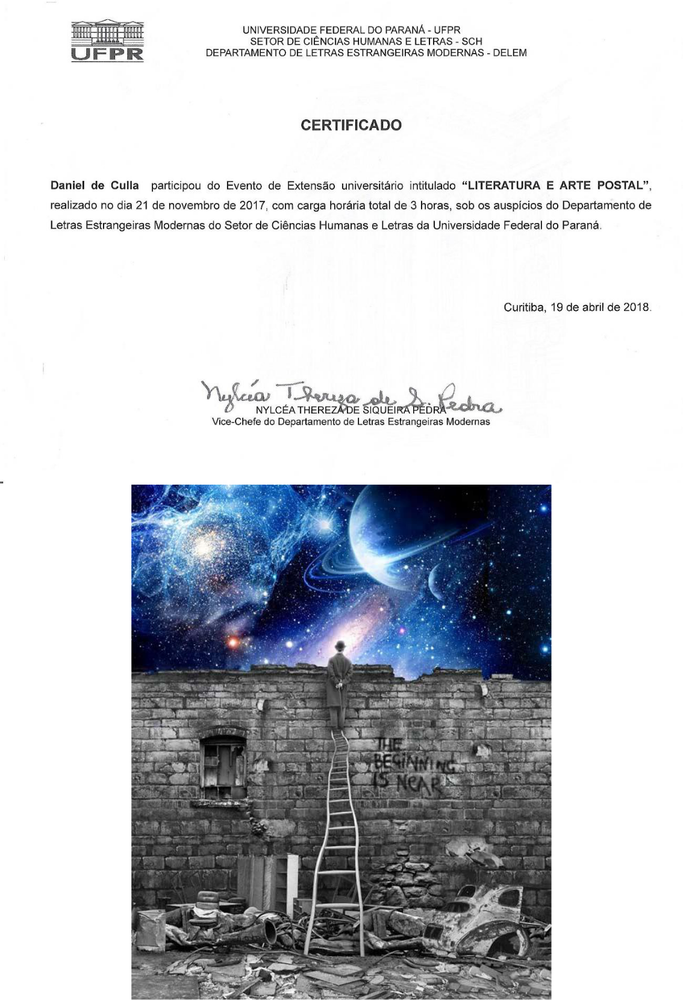 UFPR
UNIVERSIDADE FEDERAL DO PARANÁ - UFPR
SETOR DE CIÊNCIAS HUMANAS E LETRAS - SCH
DEPARTAMENTO DE LETRAS ESTRANGEIRAS MODERNAS - DELEM
CERTIFICADO
Daniel de Culla participou do Evento de Extensão universitário intitulado “LITERATURA E ARTE POSTAL”,
realizado no dia 21 de novembro de 2017, com carga horária total de 3 horas, sob os auspícios do Departamento de
Letras Estrangeiras Modernas do Setor de Ciências Humanas e Letras da Universidade Federal do Paraná.
Curitiba, 19 de abril de 2018.
Nylcéa Thereza de S. Pedra
NYLCÉA THEREZA DE SIQUEIRA PEDRA
Vice-Chefe do Departamento de Letras Estrangeiras Modernas
THE
BEGINNING
IS NEAR